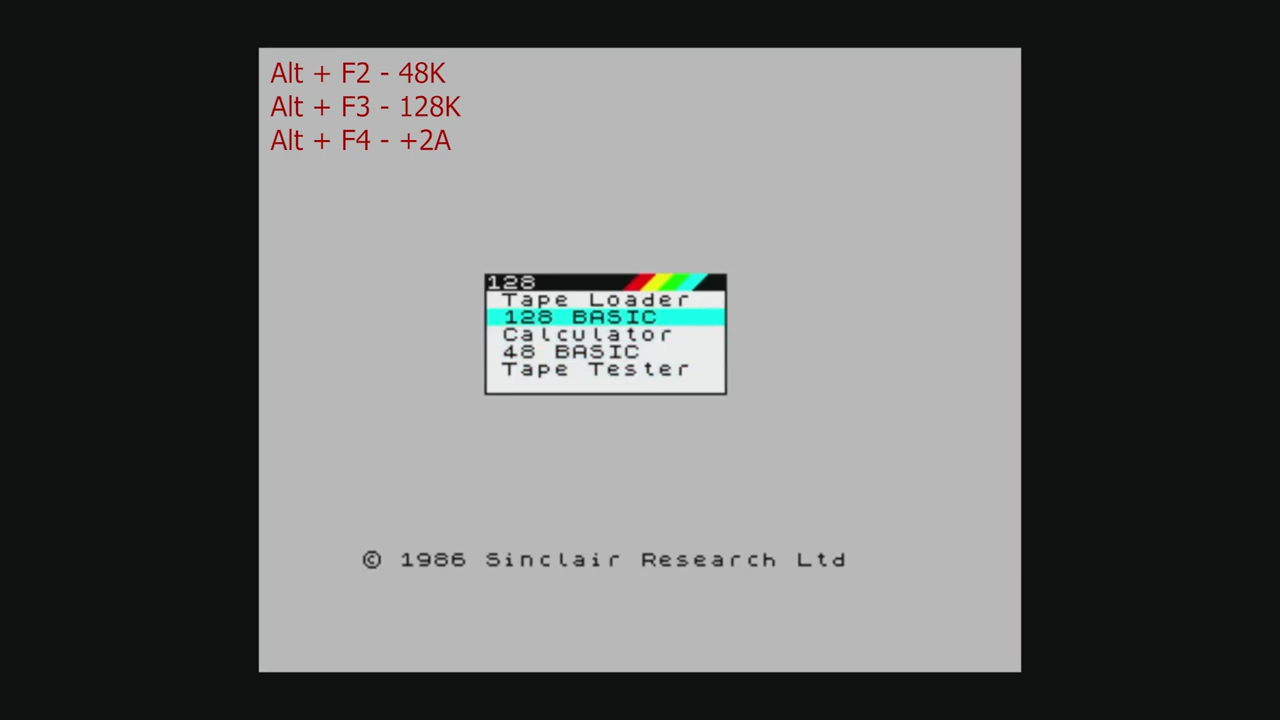 Alt + F2 - 48K
Alt + F3 - 128K
Alt + F4 - +2A
128
Tape Loader
128 BASIC
Calculator
48 BASIC
Tape Tester
© 1986 Sinclair Research Ltd